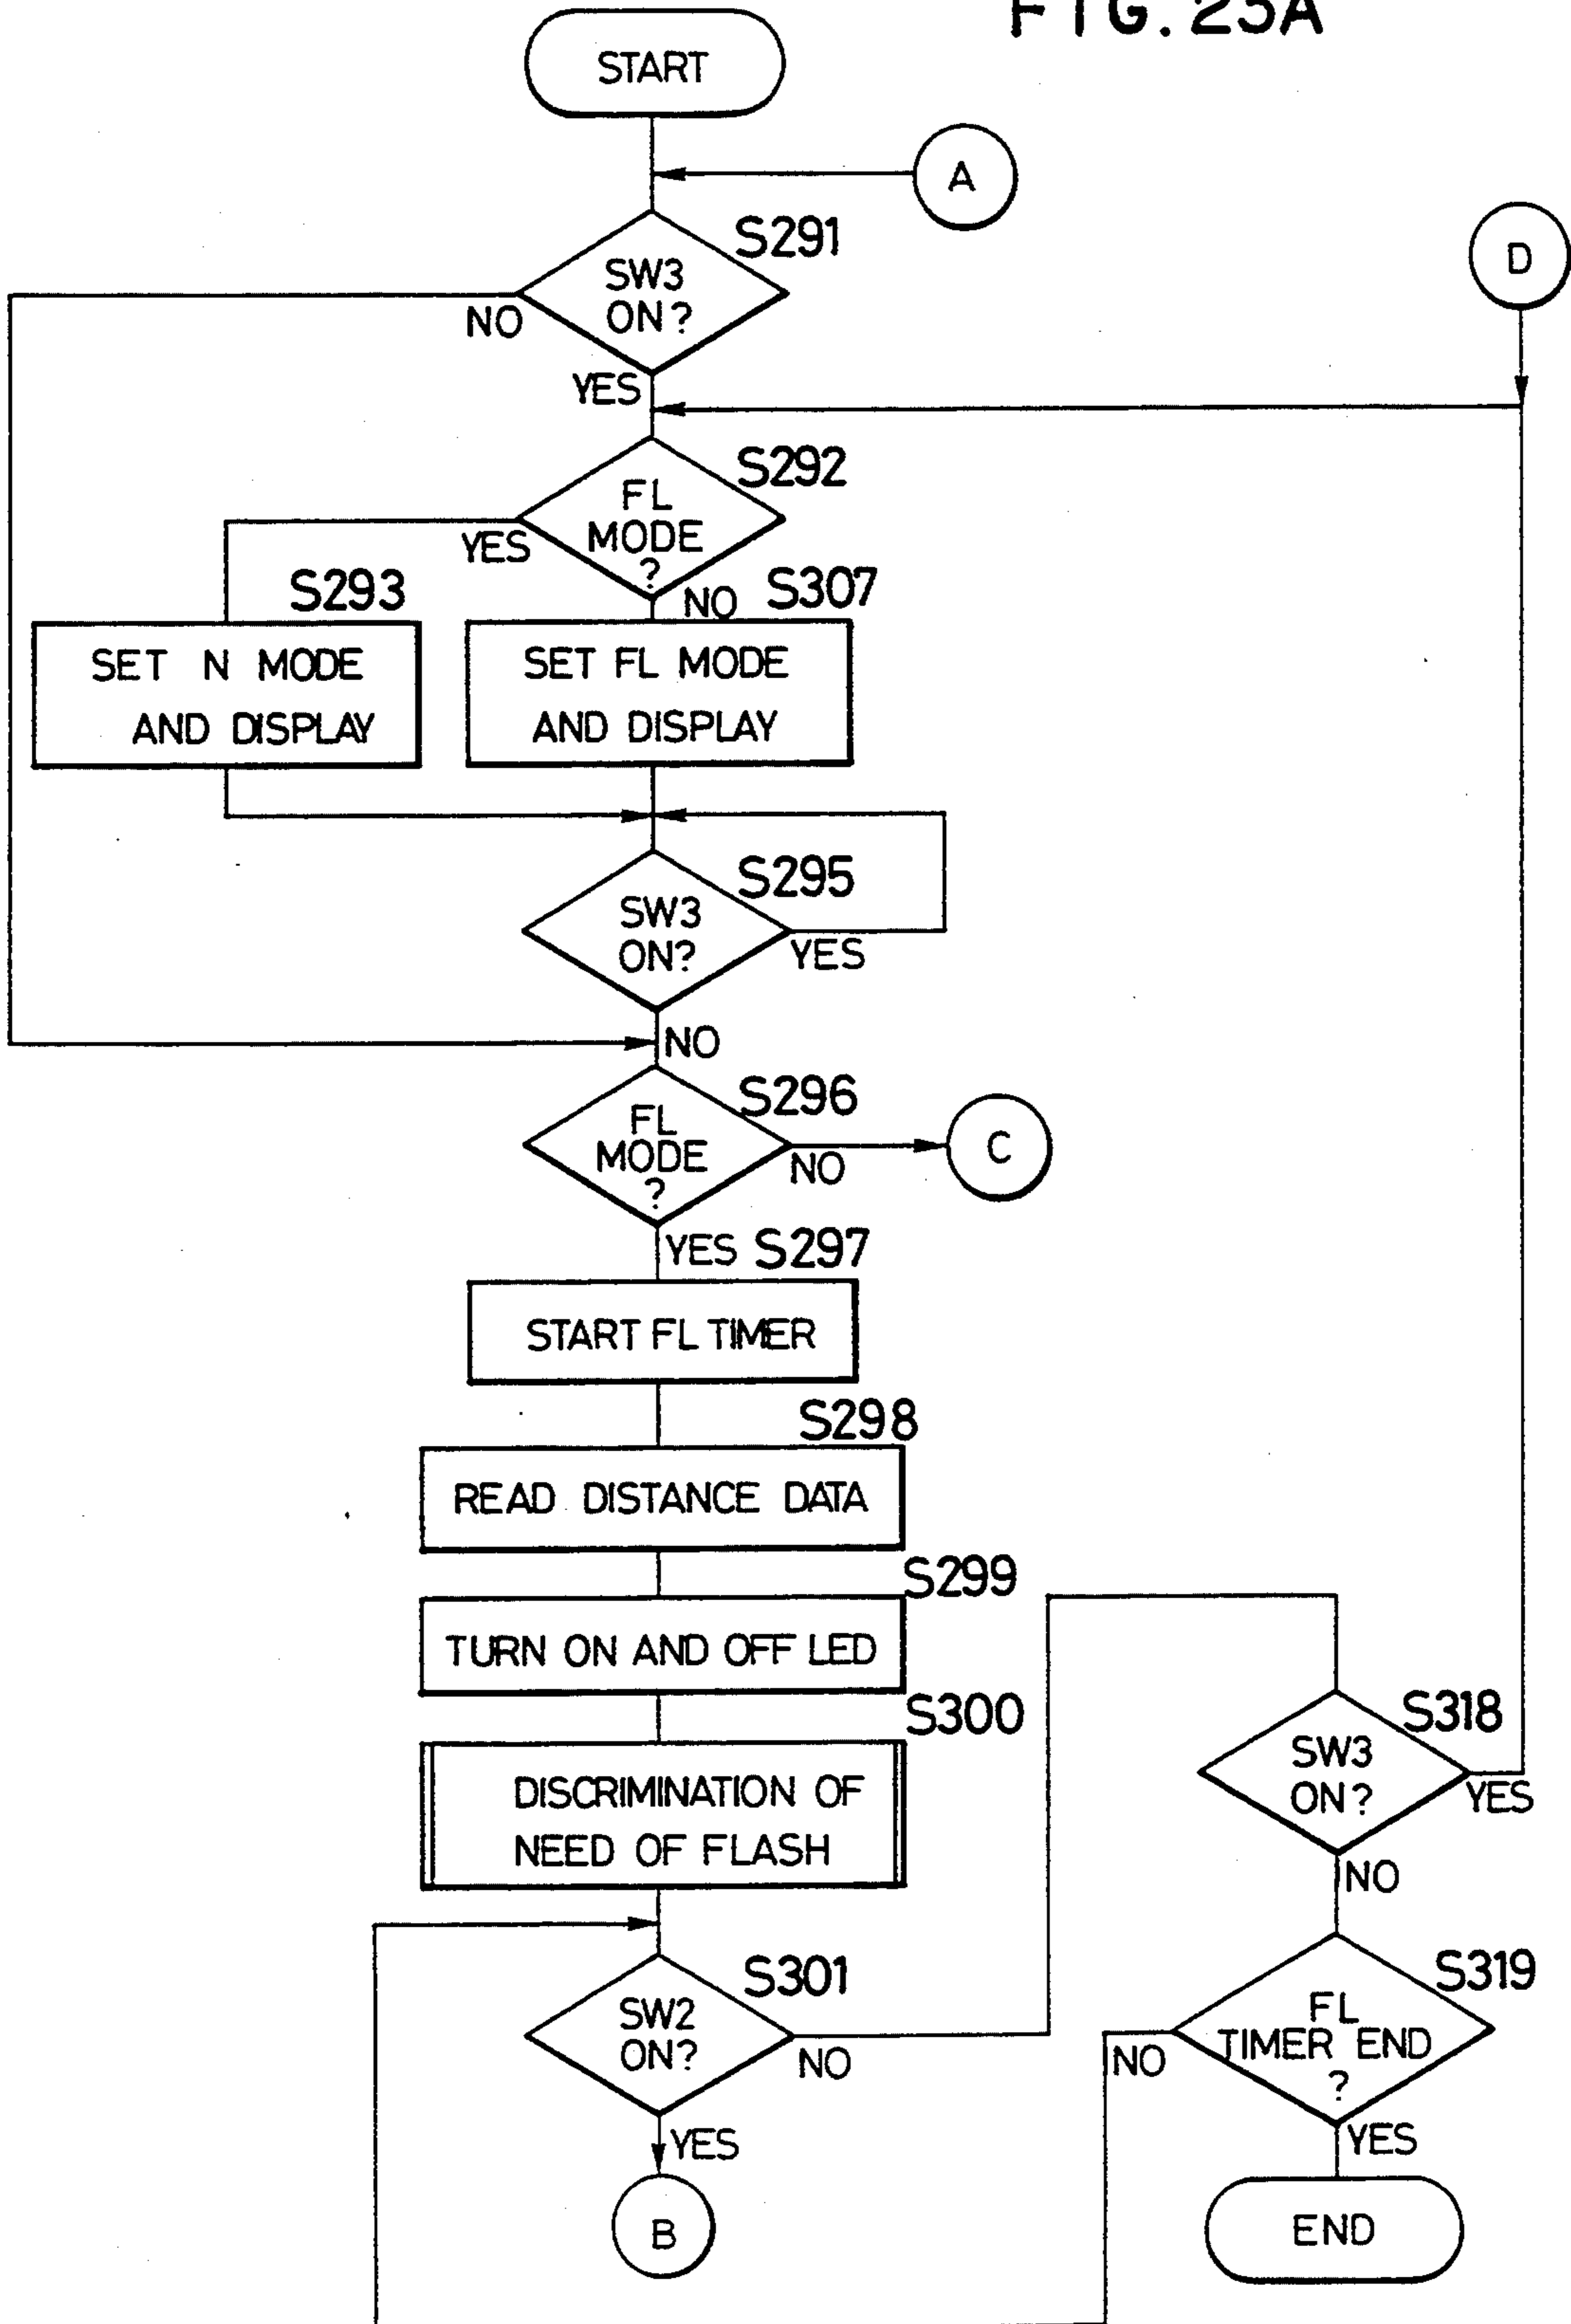 FIG. 23A
START
A
S291
SW3
ON?
NO
YES
D
S292
FL
MODE
?
YES
NO
S293
SET N MODE
AND DISPLAY
S307
SET FL MODE
AND DISPLAY
S295
SW3
ON?
YES
NO
S296
FL
MODE
?
NO
C
YES
S297
START FL TIMER
S298
READ DISTANCE DATA
S299
TURN ON AND OFF LED
S300
DISCRIMINATION OF
NEED OF FLASH
S301
SW2
ON?
NO
YES
B
S318
SW3
ON?
YES
NO
S319
FL
TIMER END
?
NO
YES
END